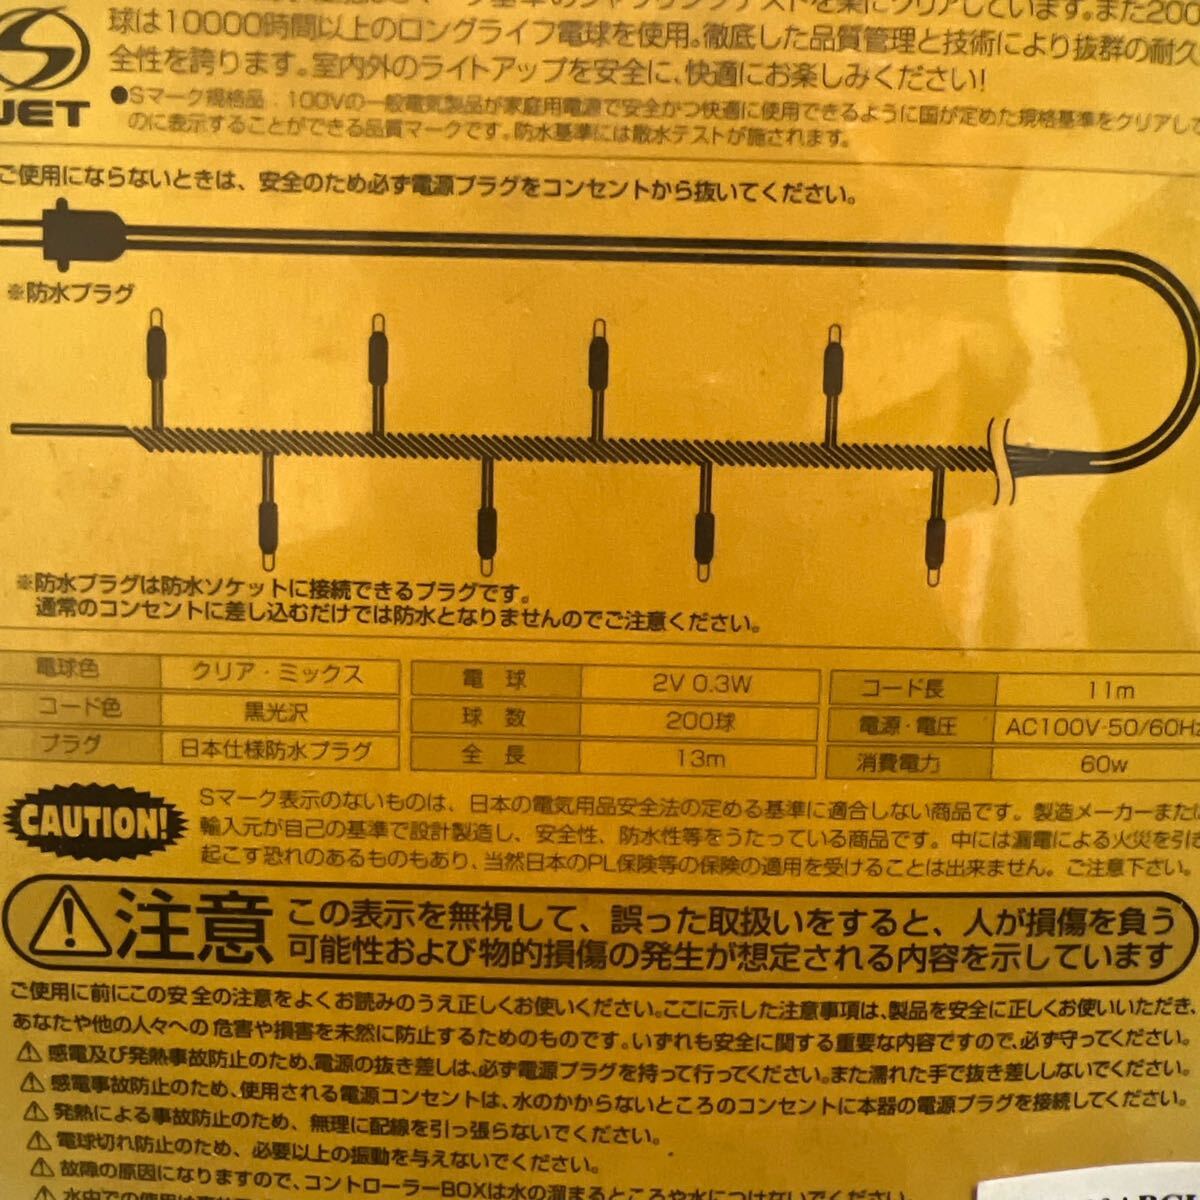 球は10000時間以上のロングライフ電球を使用。徹底した品質管理と技術により抜群の耐久
全性を誇ります。室内外のライトアップを安全に、快適にお楽しみください!
JET
●Sマーク規格品:100Vの一般電気製品が家庭用電源で安全かつ快適に使用できるように国が定めた規格基準をクリアした
のに表示することができる品質マークです。防水基準には散水テストが施されます。
ご使用にならないときは、安全のため必ず電源プラグをコンセントから抜いてください。
※防水プラグ
※防水プラグは防水ソケットに接続できるプラグです。
通常のコンセントに差し込むだけでは防水となりませんのでご注意ください。
電球色 クリア・ミックス
コード色 黒光沢
プラグ 日本仕様防水プラグ
電球 2V 0.3W
球数 200球
全長 13m
コード長 11m
電源・電圧 AC100V-50/60Hz
消費電力 60w
CAUTION!
Sマーク表示のないものは、日本の電気用品安全法の定める基準に適合しない商品です。製造メーカーまた
輸入元が自己の基準で設計製造し、安全性、防水性等をうたっている商品です。中には漏電による火災を引
起こす恐れのあるものもあり、当然日本のPL保険等の保険の適用を受けることは出来ません。ご注意下さい。
注意 この表示を無視して、誤った取扱いをすると、人が損傷を負う
可能性および物的損傷の発生が想定される内容を示しています
ご使用に前にこの安全の注意をよくお読みのうえ正しくお使いください。ここに示した注意事項は、製品を安全に正しくお使いいただき、
あなたや他の人々への危害や損害を未然に防止するためのものです。いずれも安全に関する重要な内容ですので、必ず守ってください。
⚠感電及び発熱事故防止のため、電源の抜き差しは、必ず電源プラグを持って行ってください。また濡れた手で抜き差ししないでください。
⚠感電事故防止のため、使用される電源コンセントは、水のかからないところのコンセントに本器の電源プラグを接続してください。
⚠発熱による事故防止のため、無理に配線を引っ張らないでください。
⚠電球切れ防止のため、必要以上の振動を与えないでください。
⚠故障の原因になりますので、コントローラーBOXは水の溜まるところや水につけないでください。